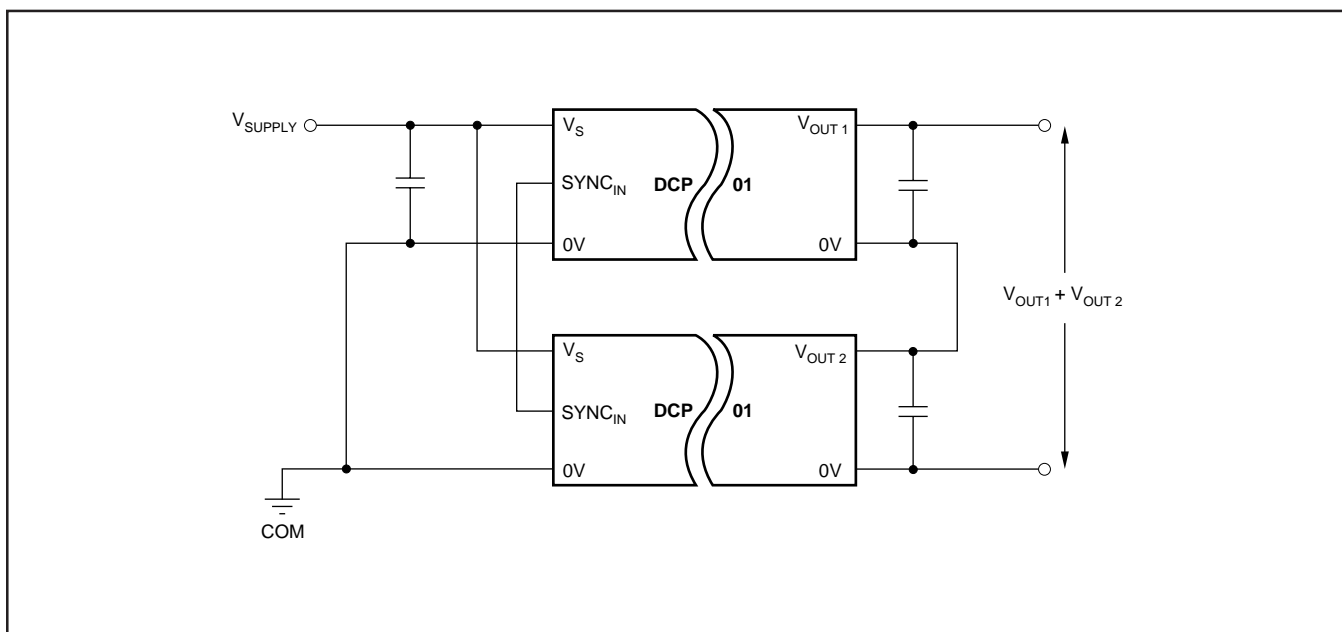 V_SUPPLY
V_S
SYNC_IN
0V
DCP 01
V_OUT 1
0V
V_S
SYNC_IN
0V
DCP 01
V_OUT 2
0V
V_OUT1 + V_OUT 2
COM